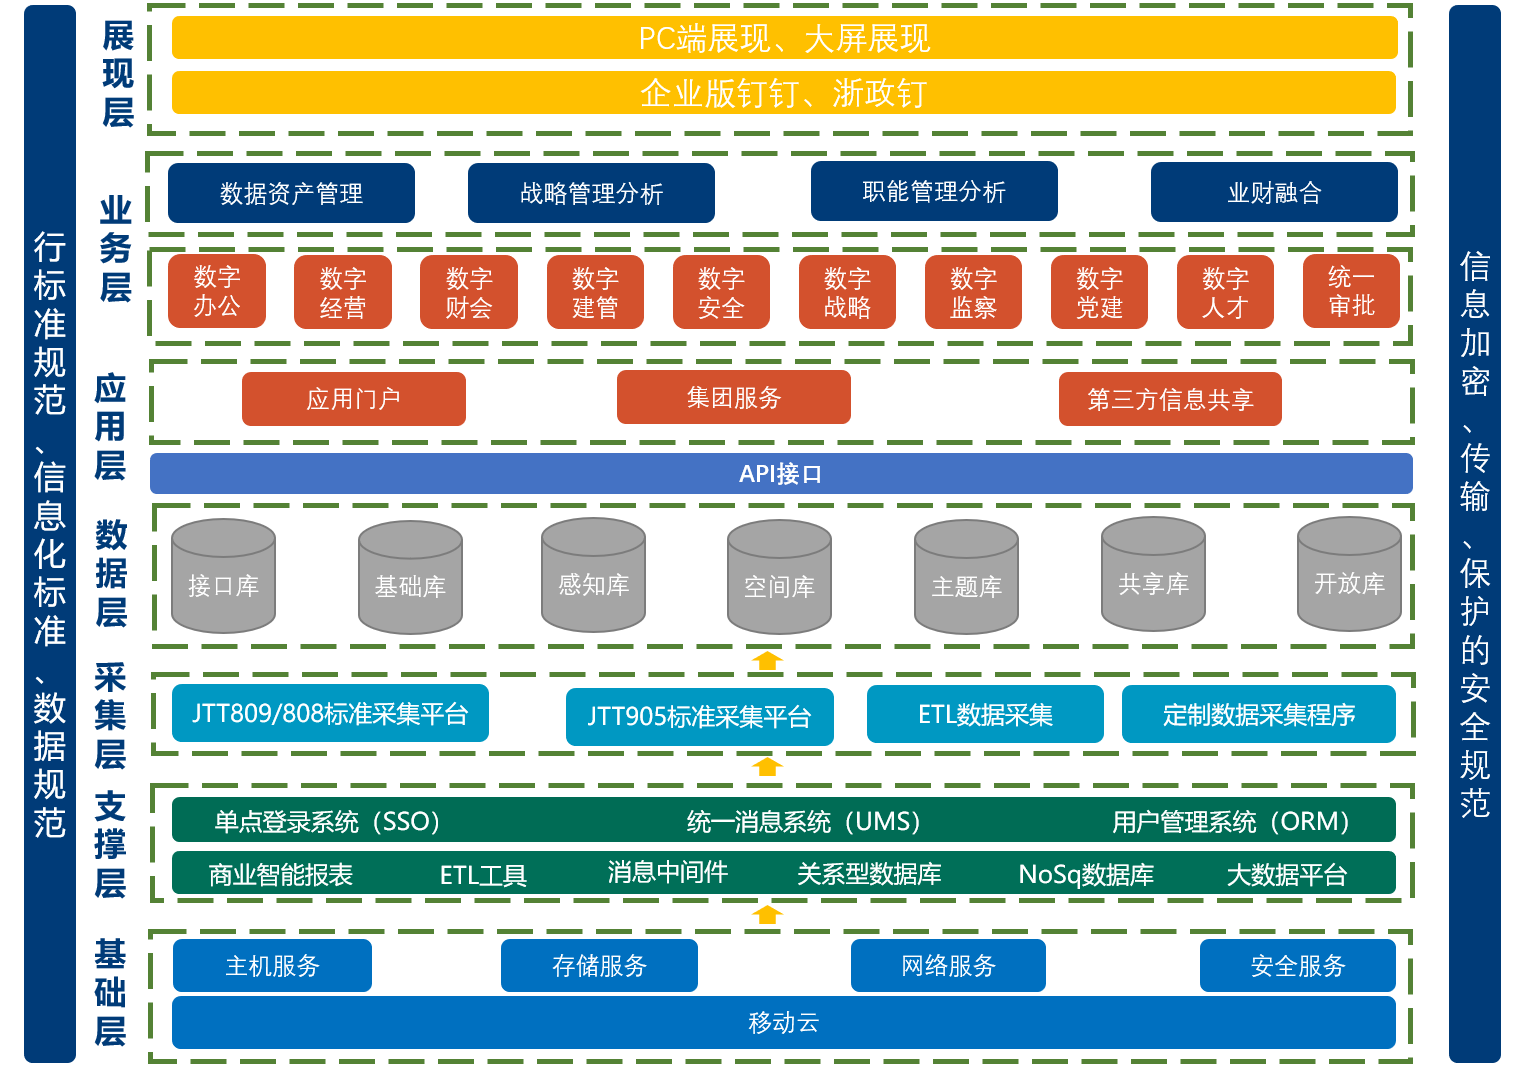 行标准规范、信息化标准、数据规范
展现层
PC端展现、大屏展现
企业版钉钉、浙政钉
业务层
数据资产管理
战略管理分析
职能管理分析
业财融合
数字
办公
数字
经营
数字
财会
数字
建管
数字
安全
数字
战略
数字
监察
数字
党建
数字
人才
统一
审批
应用层
应用门户
集团服务
第三方信息共享
API接口
数据层
接口库
基础库
感知库
空间库
主题库
共享库
开放库
采集层
JTT809/808标准采集平台
JTT905标准采集平台
ETL数据采集
定制数据采集程序
支撑层
单点登录系统（SSO）
统一消息系统（UMS）
用户管理系统（ORM）
商业智能报表
ETL工具
消息中间件
关系型数据库
NoSq数据库
大数据平台
基础层
主机服务
存储服务
网络服务
安全服务
移动云
信息加密、传输、保护的安全规范